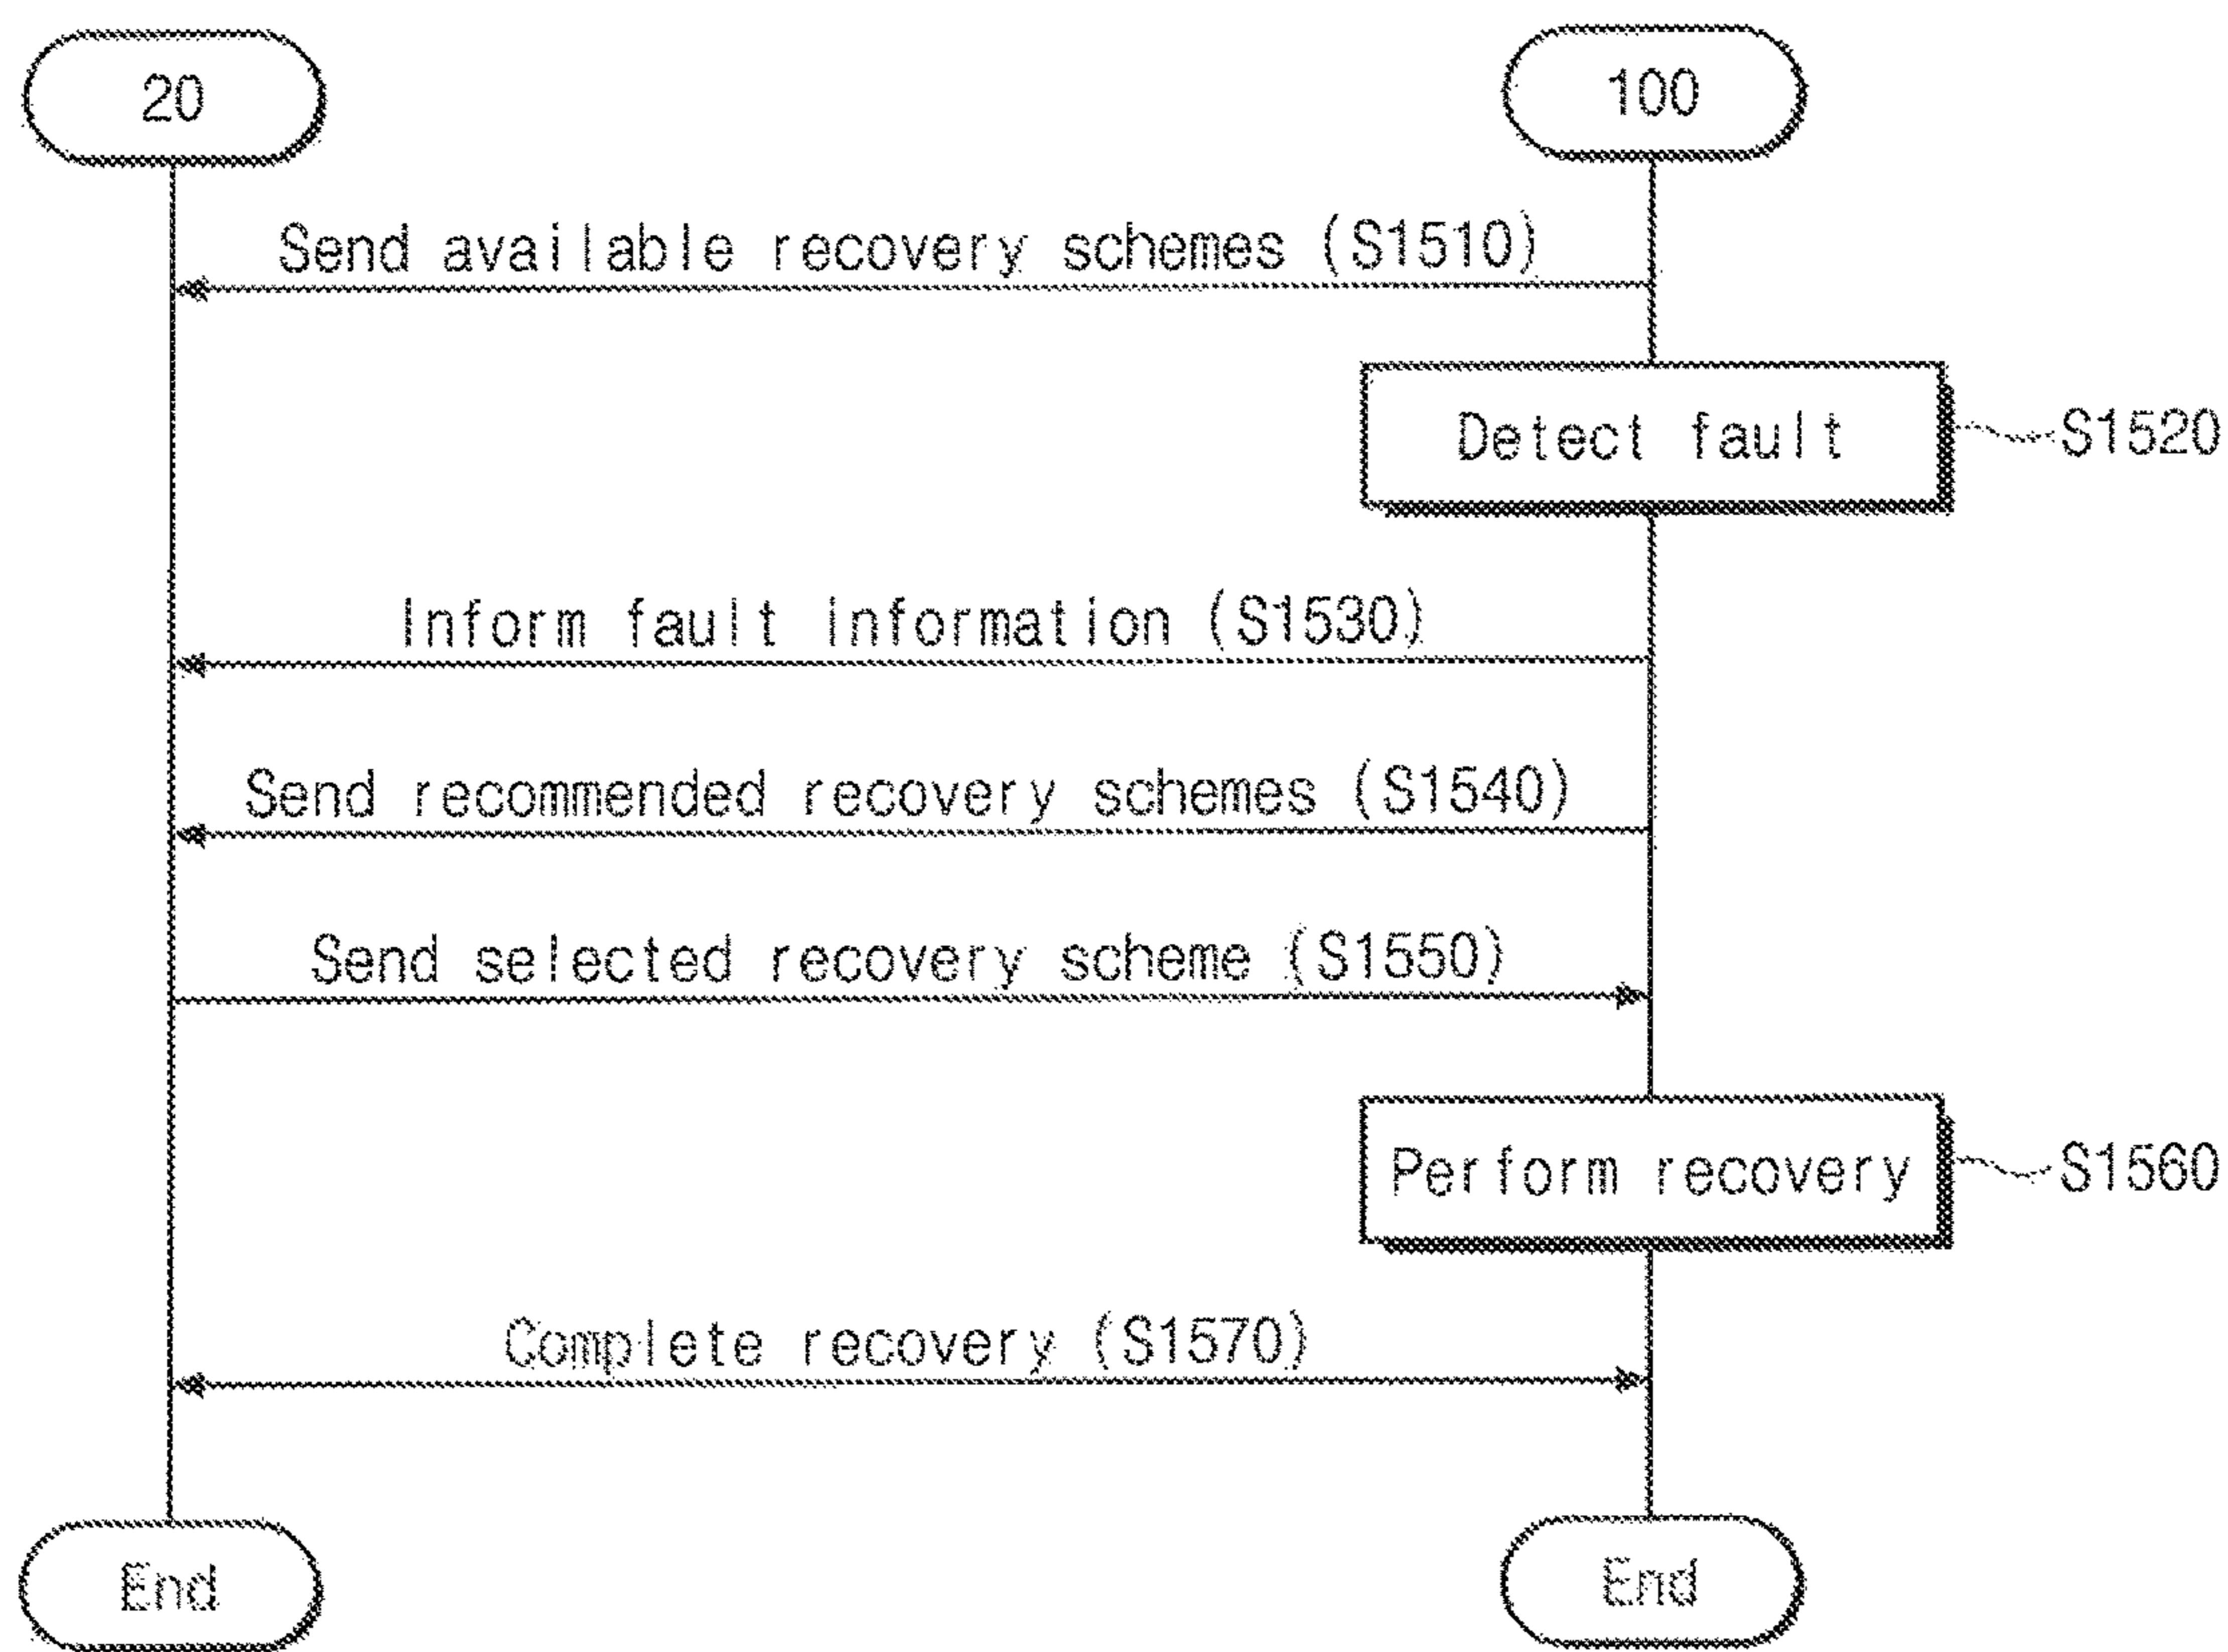 20
100
Send available recovery schemes (S1510)
Detect fault
S1520
Inform fault information (S1530)
Send recommended recovery schemes (S1540)
Send selected recovery scheme (S1550)
Perform recovery
S1560
Complete recovery (S1570)
End
End